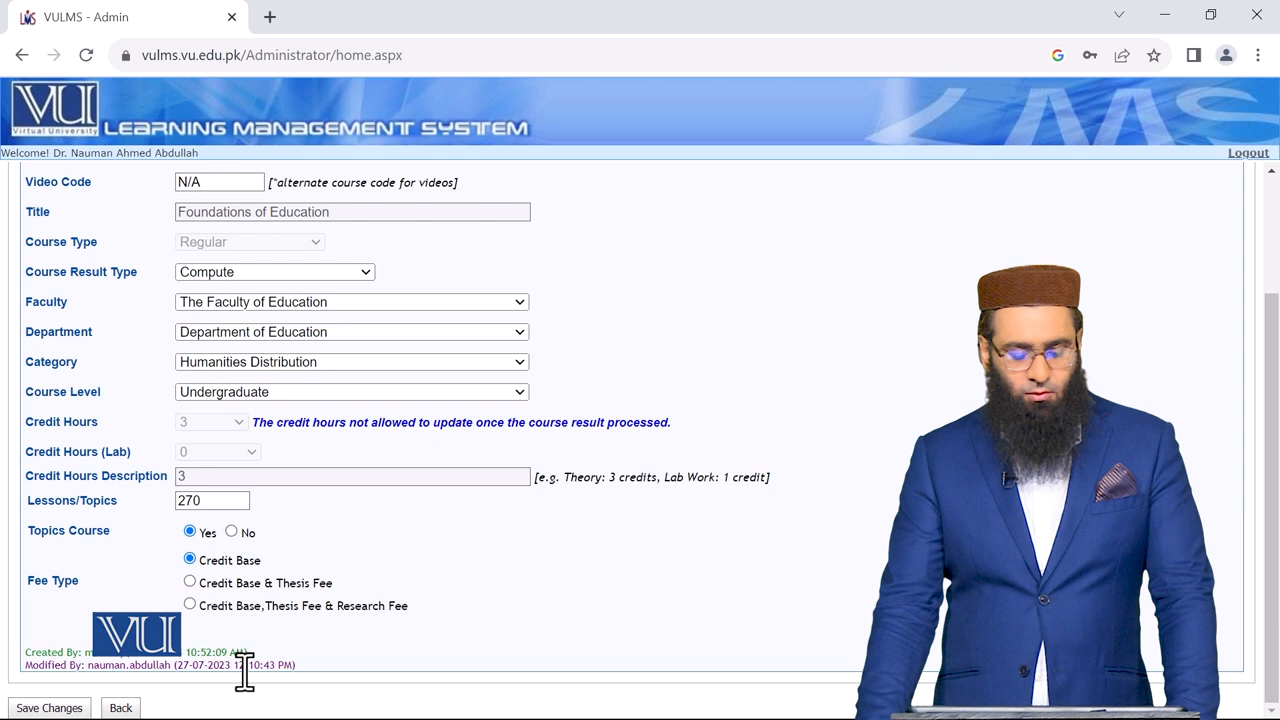 VULMS - Admin
vulms.vu.edu.pk/Administrator/home.aspx
VU
Virtual University
LEARNING MANAGEMENT SYSTEM
LMS
Welcome! Dr. Nauman Ahmed Abdullah
Logout
Video Code N/A [*alternate course code for videos]
Title Foundations of Education
Course Type Regular
Course Result Type Compute
Faculty The Faculty of Education
Department Department of Education
Category Humanities Distribution
Course Level Undergraduate
Credit Hours 3 The credit hours not allowed to update once the course result processed.
Credit Hours (Lab) 0
Credit Hours Description 3 [e.g. Theory: 3 credits, Lab Work: 1 credit]
Lessons/Topics 270
Topics Course Yes No
Credit Base
Fee Type Credit Base & Thesis Fee
Credit Base,Thesis Fee & Research Fee
VU
Created By: 10:52:09
Modified By: nauman.abdullah (27-07-2023 10:43 PM)
Save Changes Back